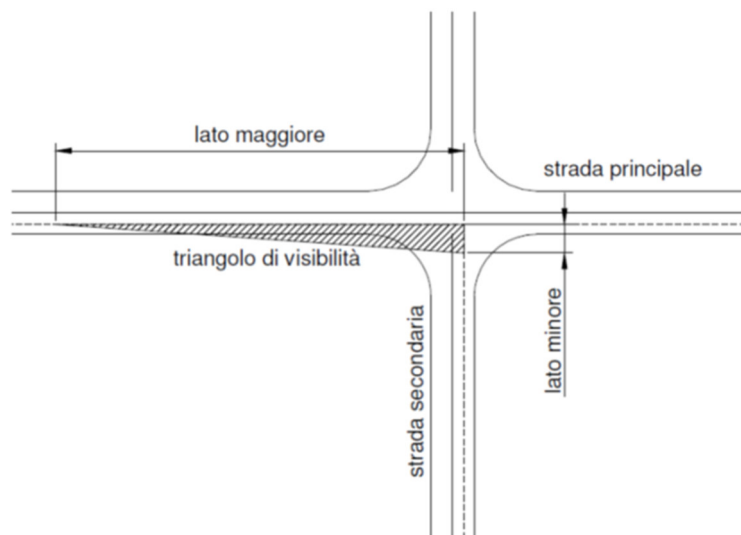 lato maggiore
strada principale
triangolo di visibilità
strada secondaria
lato minore